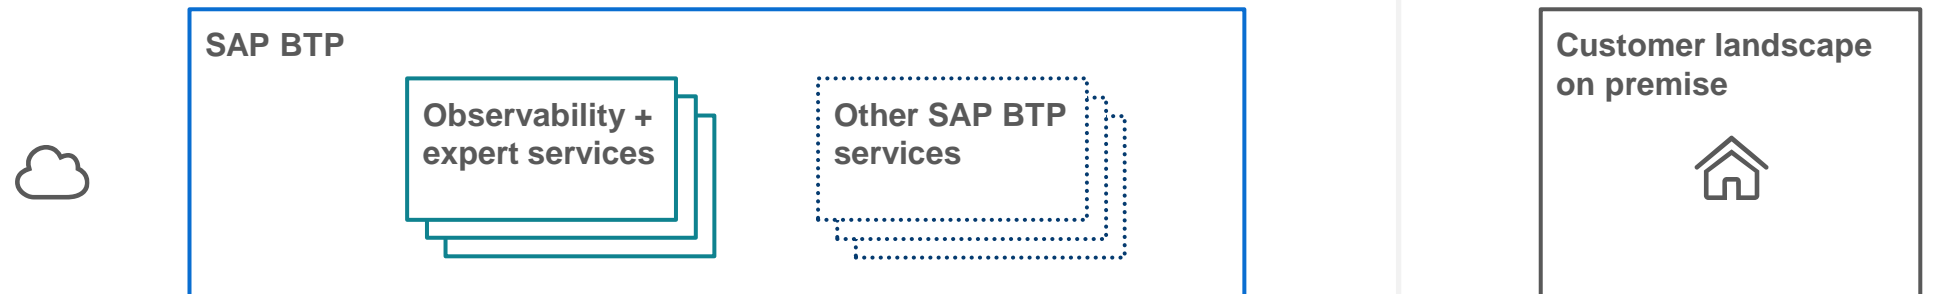 SAP BTP
Observability +
expert services
Other SAP BTP
services
Customer landscape
on premise